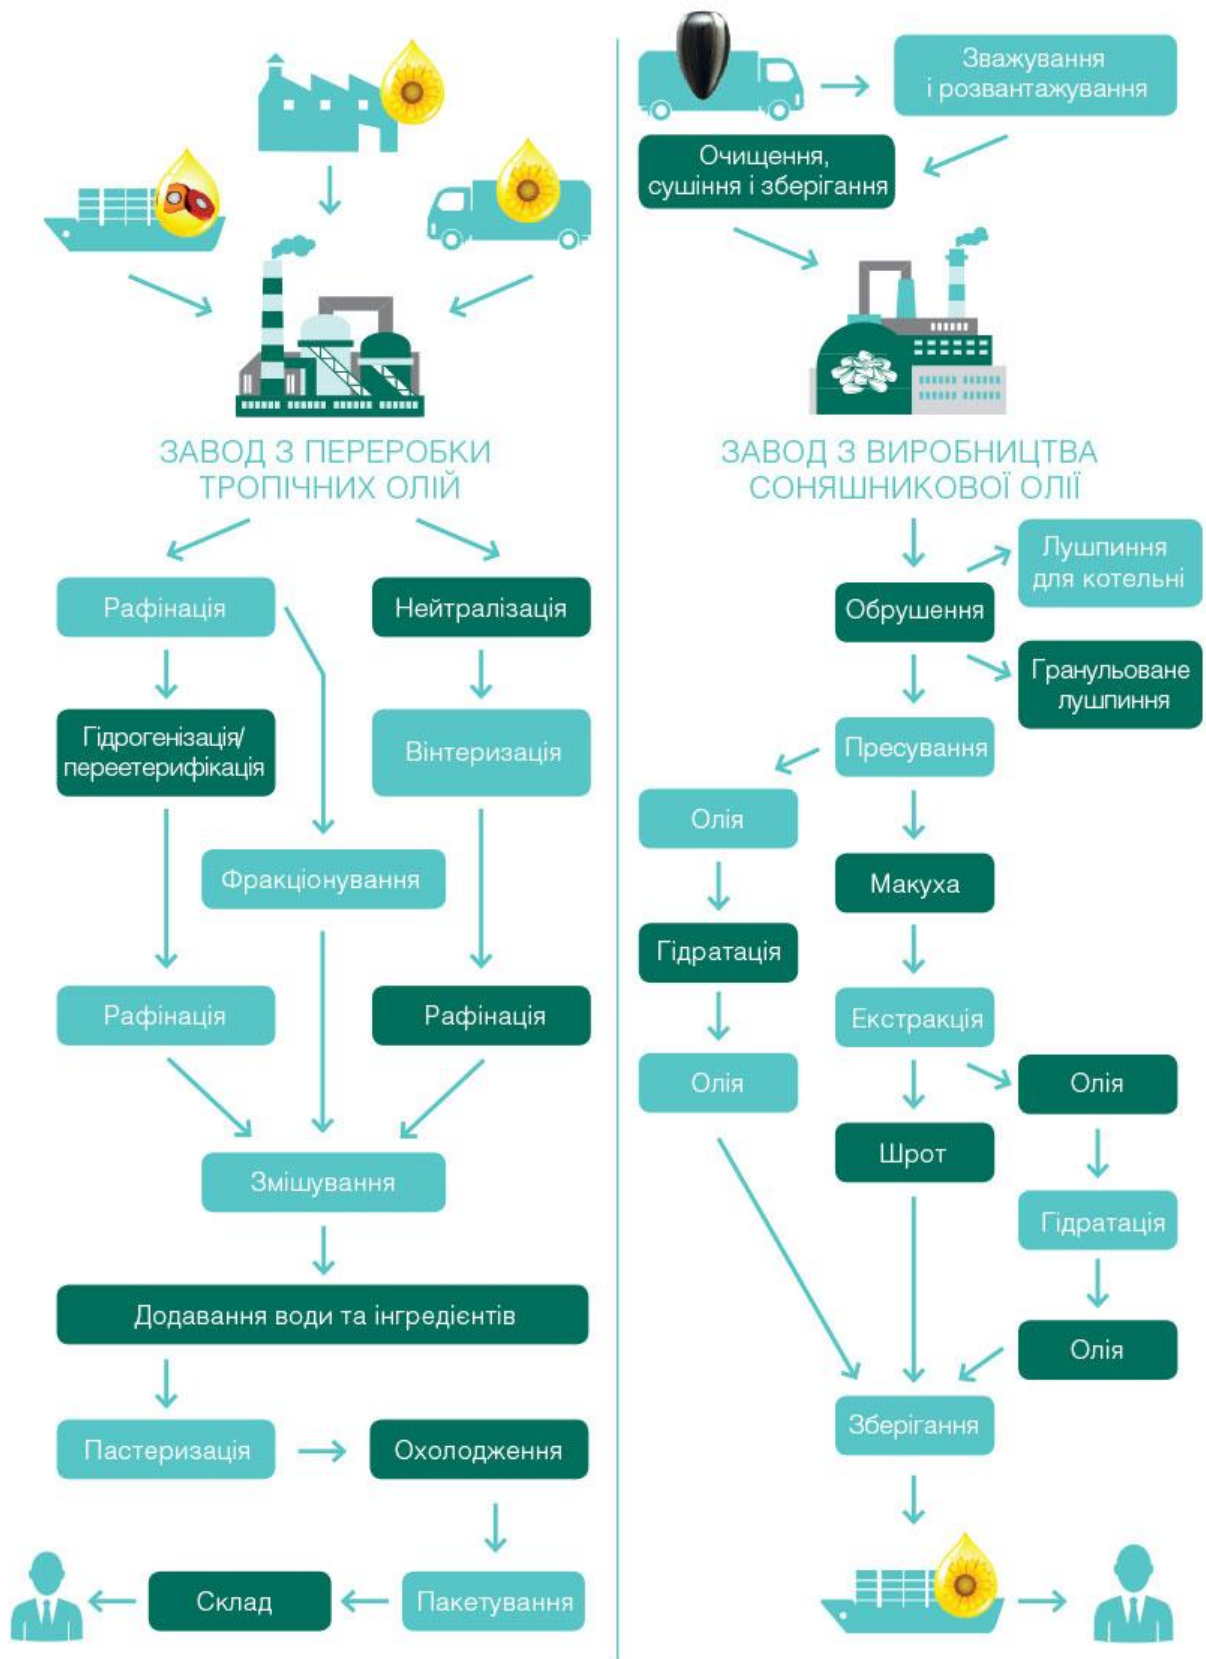 ЗАВОД З ПЕРЕРОБКИ
ТРОПІЧНИХ ОЛІЙ
Рафінація
Нейтралізація
Гідрогенізація/
переетерифікація
Вінтеризація
Фракціонування
Рафінація
Рафінація
Змішування
Додавання води та інгредієнтів
Пастеризація
Охолодження
Склад
Пакетування
Зважування
і розвантажування
Очищення,
сушіння і зберігання
ЗАВОД З ВИРОБНИЦТВА
СОНЯШНИКОВОЇ ОЛІЇ
Лушпиння
для котельні
Обрушення
Гранульоване
лушпиння
Пресування
Олія
Макуха
Гідратація
Екстракція
Олія
Олія
Шрот
Гідратація
Олія
Зберігання